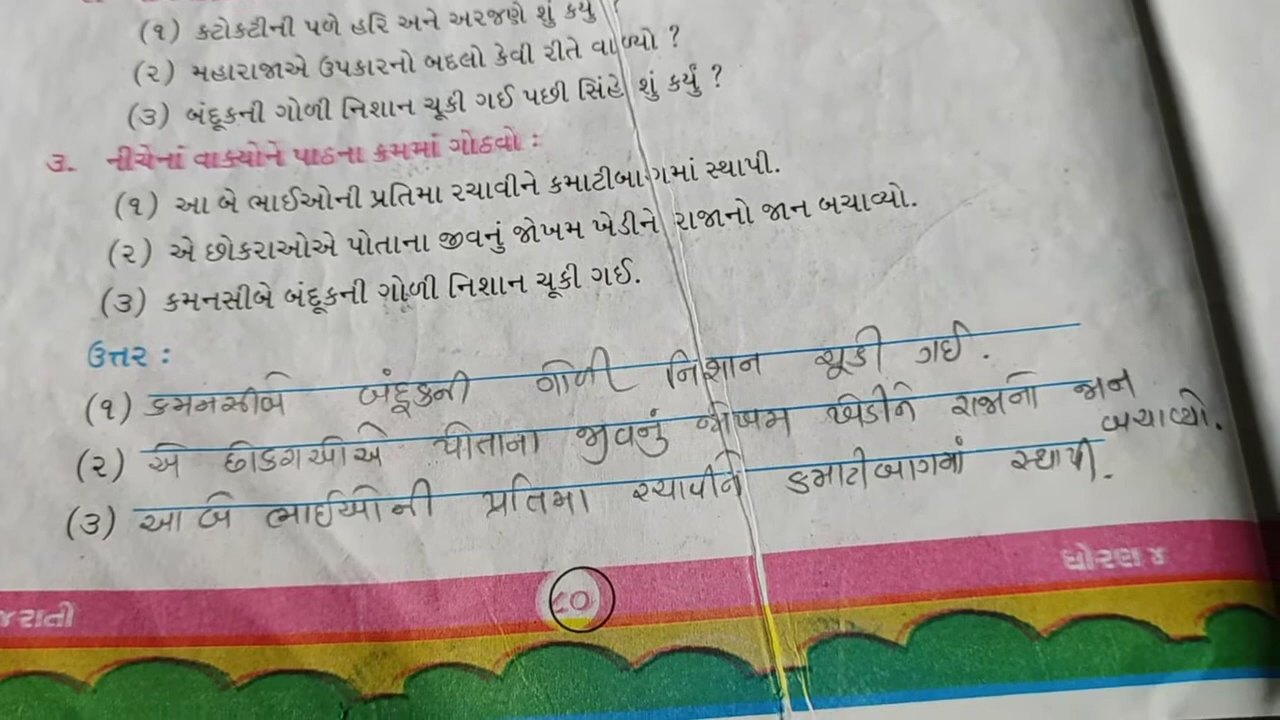 (૧) કટોકટીની પળે હરિ અને અરજણે શું કર્યું
(૨) મહારાજાએ ઉપકારનો બદલો કેવી રીતે વાળ્યો ?
(૩) બંદૂકની ગોળી નિશાન ચૂકી ગઈ પછી સિંહે શું કર્યું ?
૩. નીચેનાં વાક્યોને પાઠના ક્રમમાં ગોઠવો :
(૧) આ બે ભાઈઓની પ્રતિમા રચાવીને કમાટીબાગમાં સ્થાપી.
(૨) એ છોકરાઓએ પોતાના જીવનું જોખમ ખેડીને રાજાનો જાન બચાવ્યો.
(૩) કમનસીબે બંદૂકની ગોળી નિશાન ચૂકી ગઈ.
ઉત્તર :
(૧) કમનસીબે બંદૂકની ગોળી નિશાન ચૂકી ગઈ.
(૨) એ છોકરાઓએ પોતાના જીવનું જોખમ ખેડીને રાજાનો જાન
બચાવ્યો.
(૩) આ બે ભાઈઓની પ્રતિમા રચાવીને કમાટીબાગમાં સ્થાપી.
ધોરણ ૪